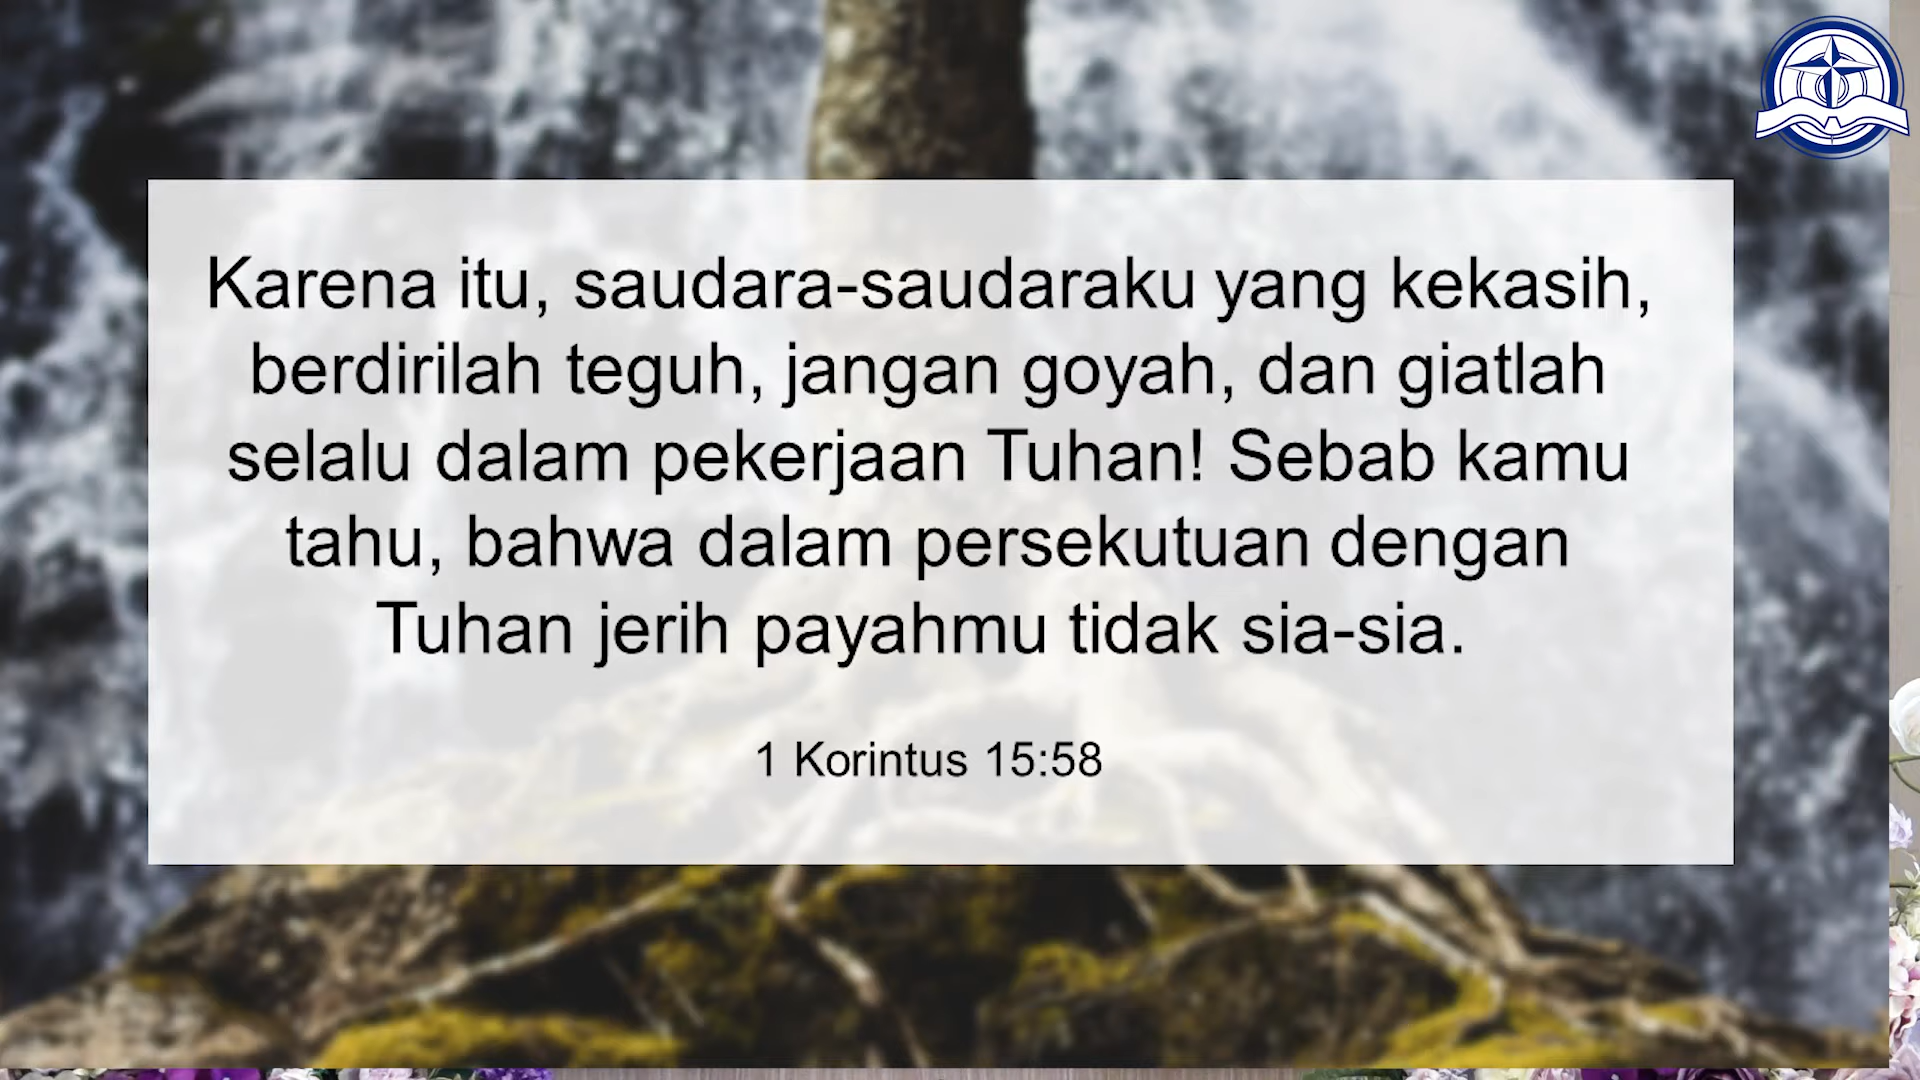 Karena itu, saudara-saudaraku yang kekasih,
berdirilah teguh, jangan goyah, dan giatlah
selalu dalam pekerjaan Tuhan! Sebab kamu
tahu, bahwa dalam persekutuan dengan
Tuhan jerih payahmu tidak sia-sia.
1 Korintus 15:58